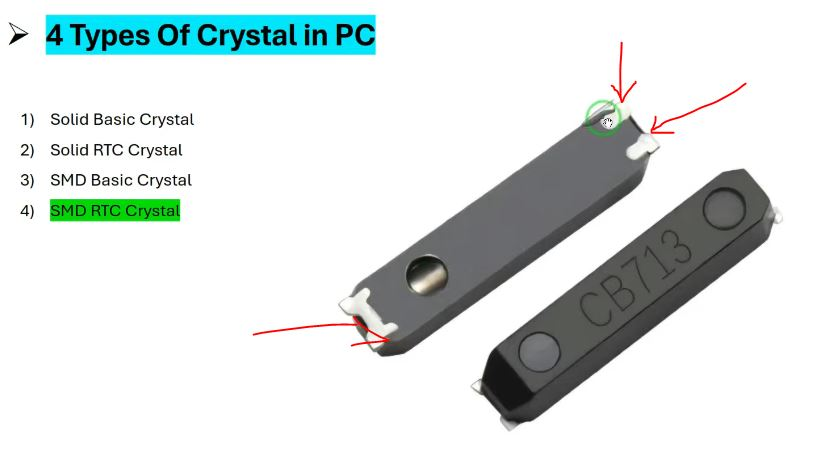 4 Types Of Crystal in PC
1) Solid Basic Crystal
2) Solid RTC Crystal
3) SMD Basic Crystal
4) SMD RTC Crystal
CB713